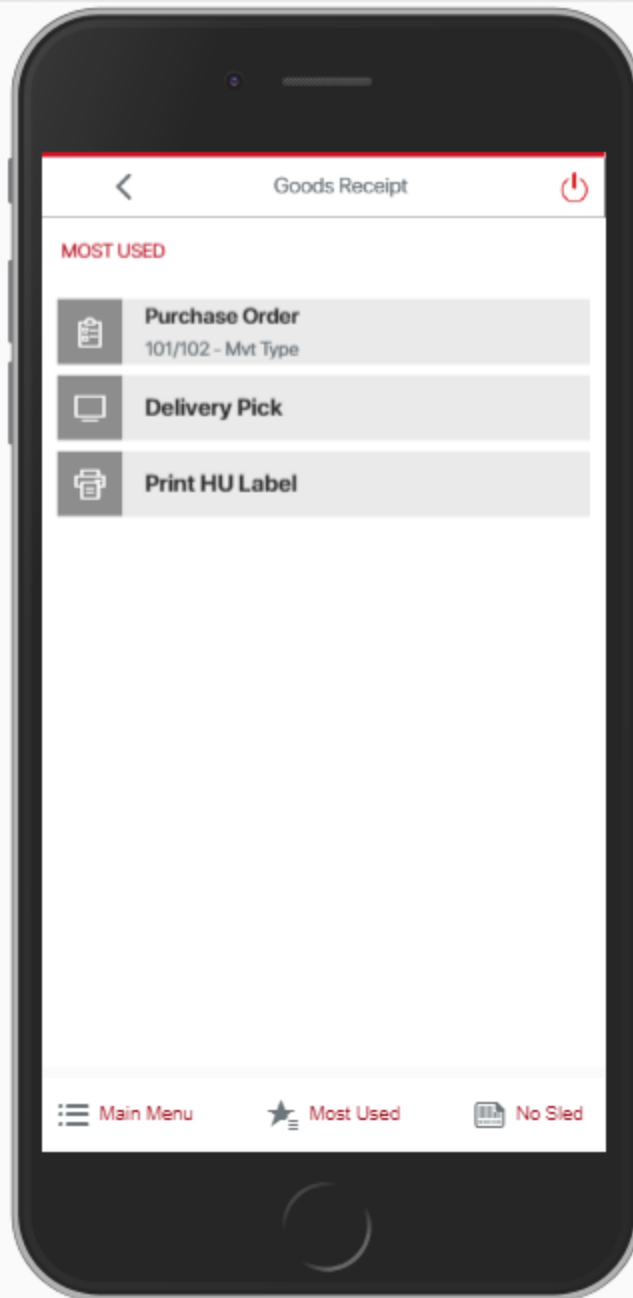 Goods Receipt
MOST USED
Purchase Order
101/102 - Mvt Type
Delivery Pick
Print HU Label
Main Menu
Most Used
No Sled